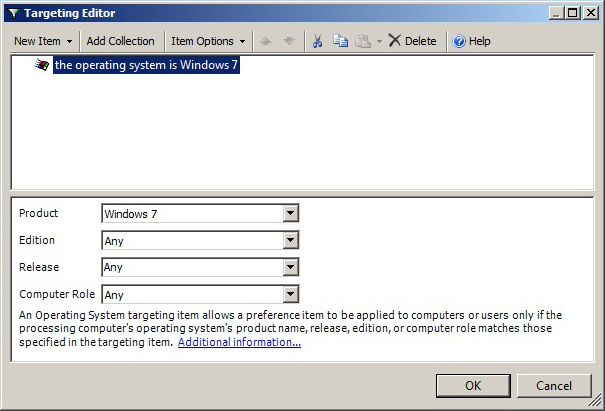 Targeting Editor
New Item Add Collection Item Options Delete Help
the operating system is Windows 7
Product Windows 7
Edition Any
Release Any
Computer Role Any
An Operating System targeting item allows a preference item to be applied to computers or users only if the
processing computer's operating system's product name, release, edition, or computer role matches those
specified in the targeting item. Additional information...
OK Cancel